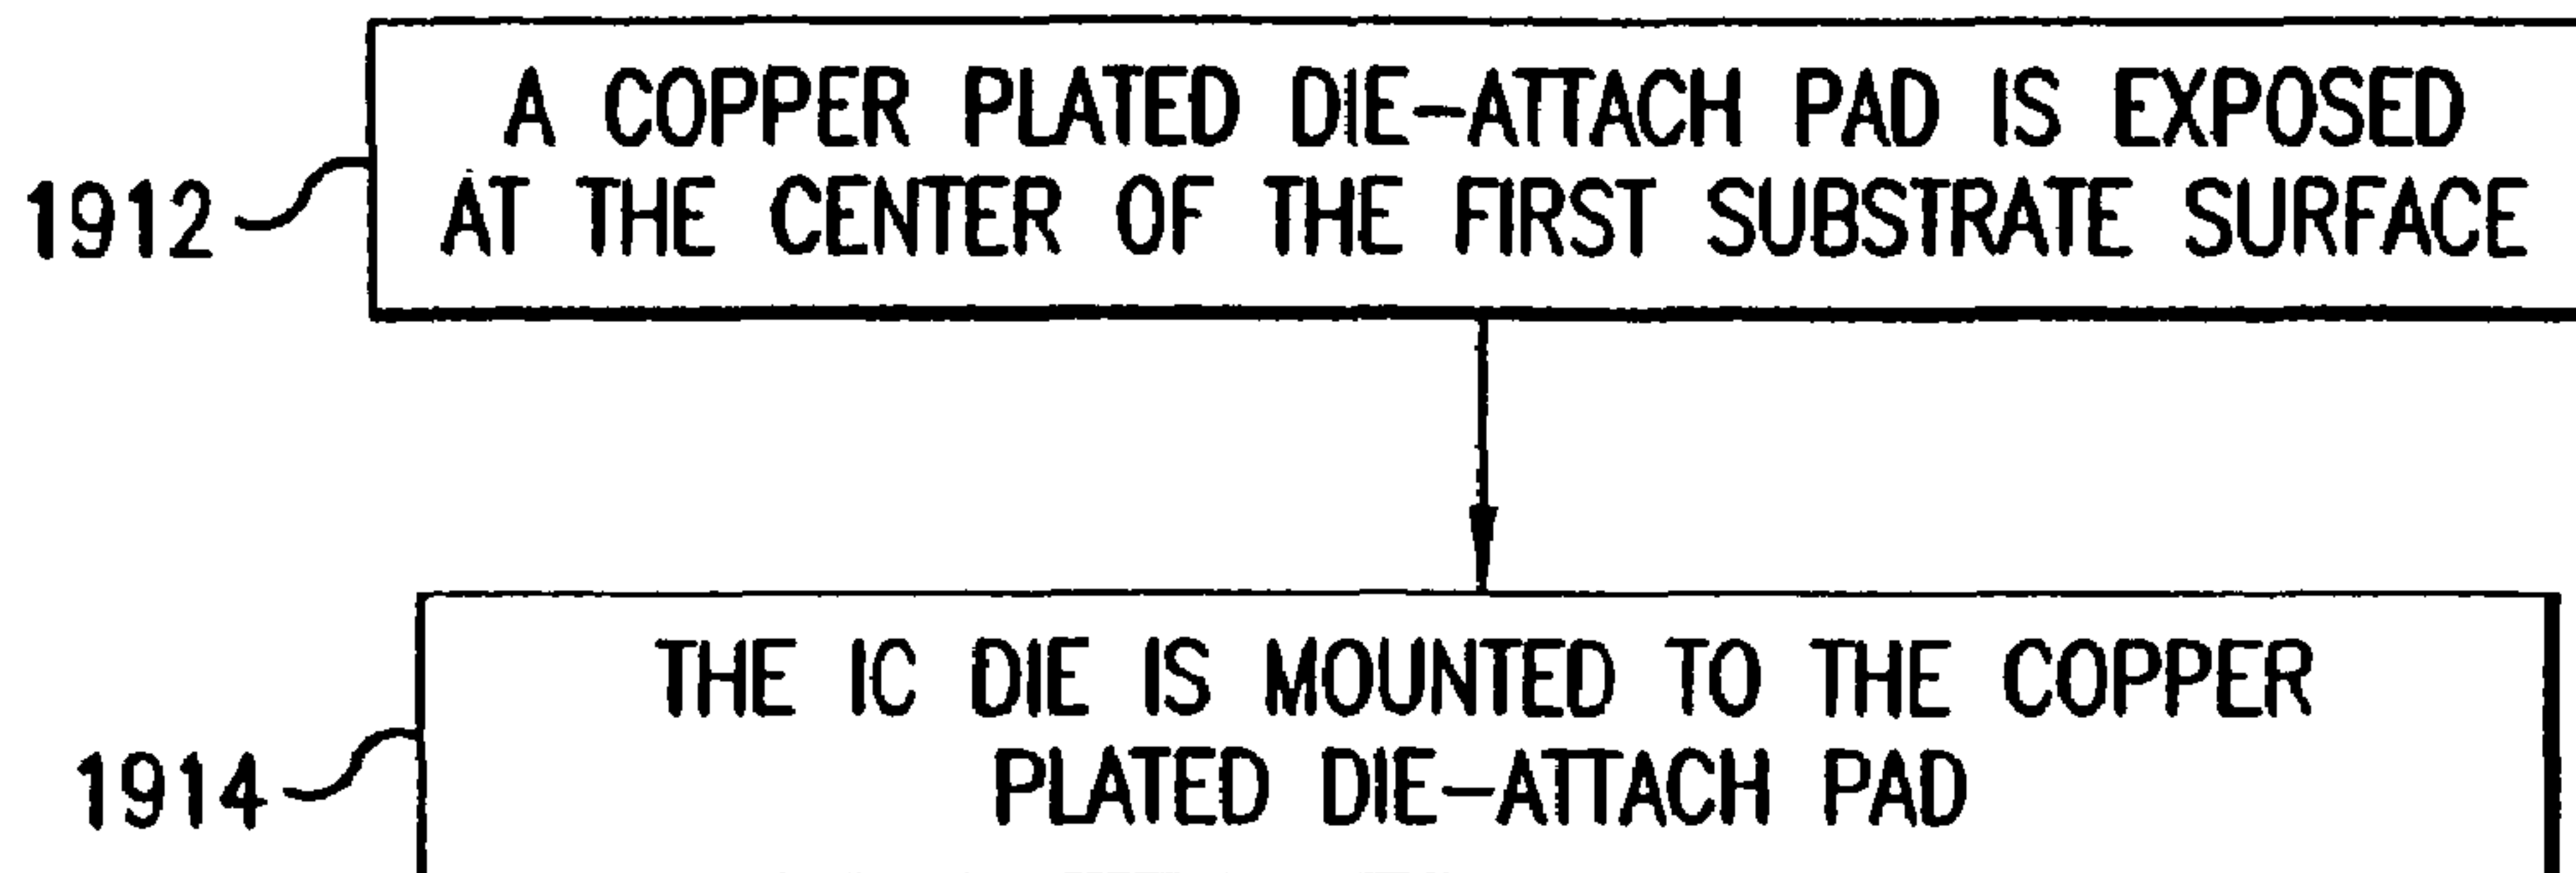 A COPPER PLATED DIE-ATTACH PAD IS EXPOSED
AT THE CENTER OF THE FIRST SUBSTRATE SURFACE
1912
THE IC DIE IS MOUNTED TO THE COPPER
PLATED DIE-ATTACH PAD
1914